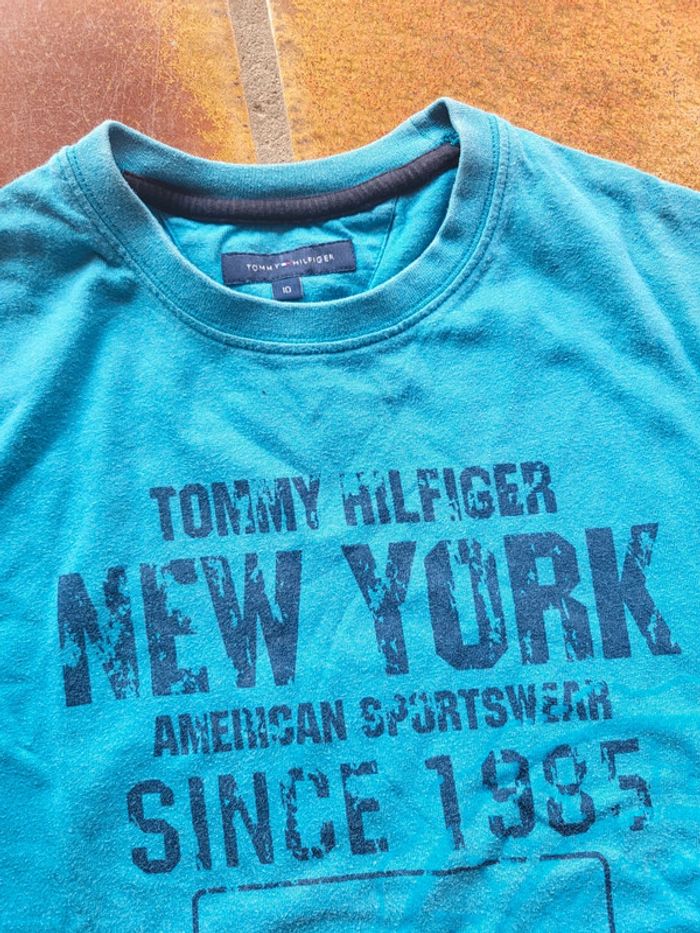 TOMMY HILFIGER
10
TOMMY HILFIGER
NEW YORK
AMERICAN SPORTSWEAR
SINCE 1985